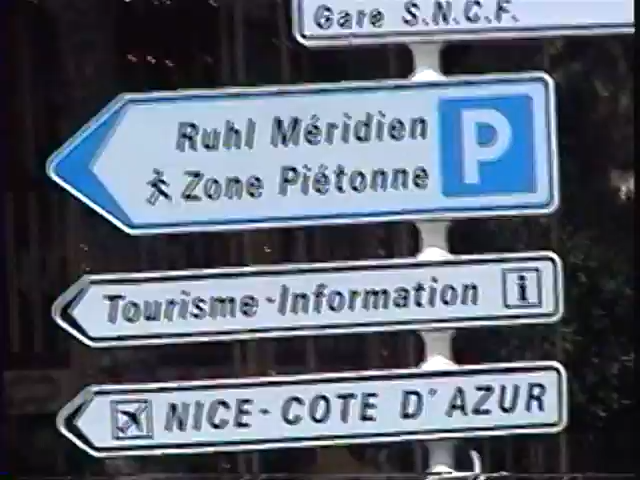 Gare S.N.C.F.
Ruhl Méridien P
Zone Piétonne
Tourisme-Information i
NICE-COTE D'AZUR